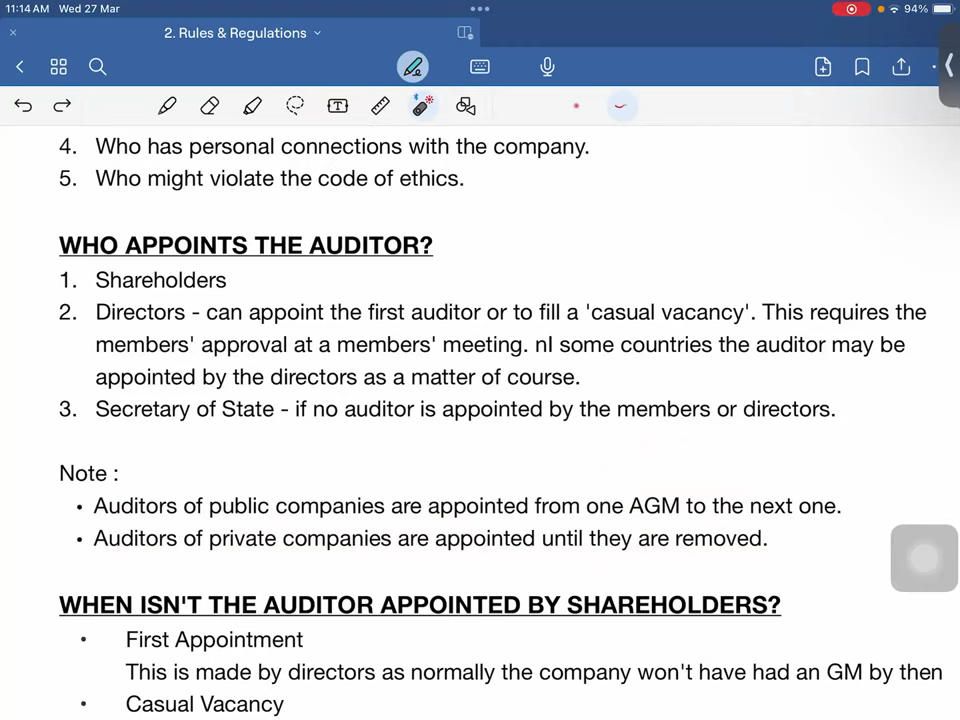 11:14 AM Wed 27 Mar
94%
2. Rules & Regulations
4. Who has personal connections with the company.
5. Who might violate the code of ethics.
WHO APPOINTS THE AUDITOR?
1. Shareholders
2. Directors - can appoint the first auditor or to fill a 'casual vacancy'. This requires the
members' approval at a members' meeting. nI some countries the auditor may be
appointed by the directors as a matter of course.
3. Secretary of State - if no auditor is appointed by the members or directors.
Note :
• Auditors of public companies are appointed from one AGM to the next one.
• Auditors of private companies are appointed until they are removed.
WHEN ISN'T THE AUDITOR APPOINTED BY SHAREHOLDERS?
• First Appointment
This is made by directors as normally the company won't have had an GM by then
• Casual Vacancy